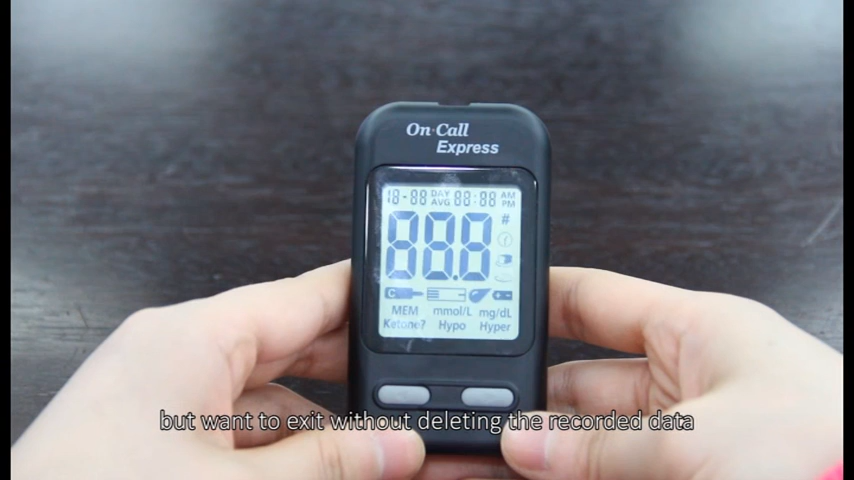 On·Call
Express
18-88 DAY AVG 88-88 AM PM
88.8 #
C
MEM mmol/L mg/dL
Ketone? Hypo Hyper
but want to exit without deleting the recorded data